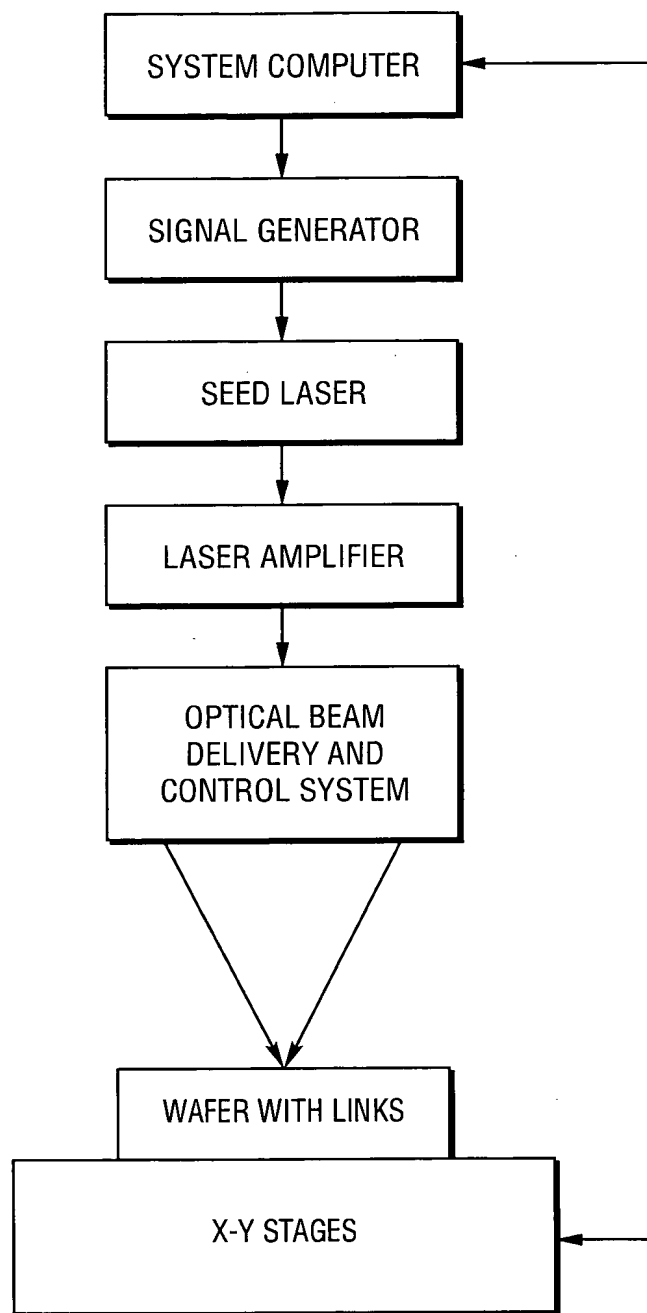 SYSTEM COMPUTER
SIGNAL GENERATOR
SEED LASER
LASER AMPLIFIER
OPTICAL BEAM
DELIVERY AND
CONTROL SYSTEM
WAFER WITH LINKS
X-Y STAGES